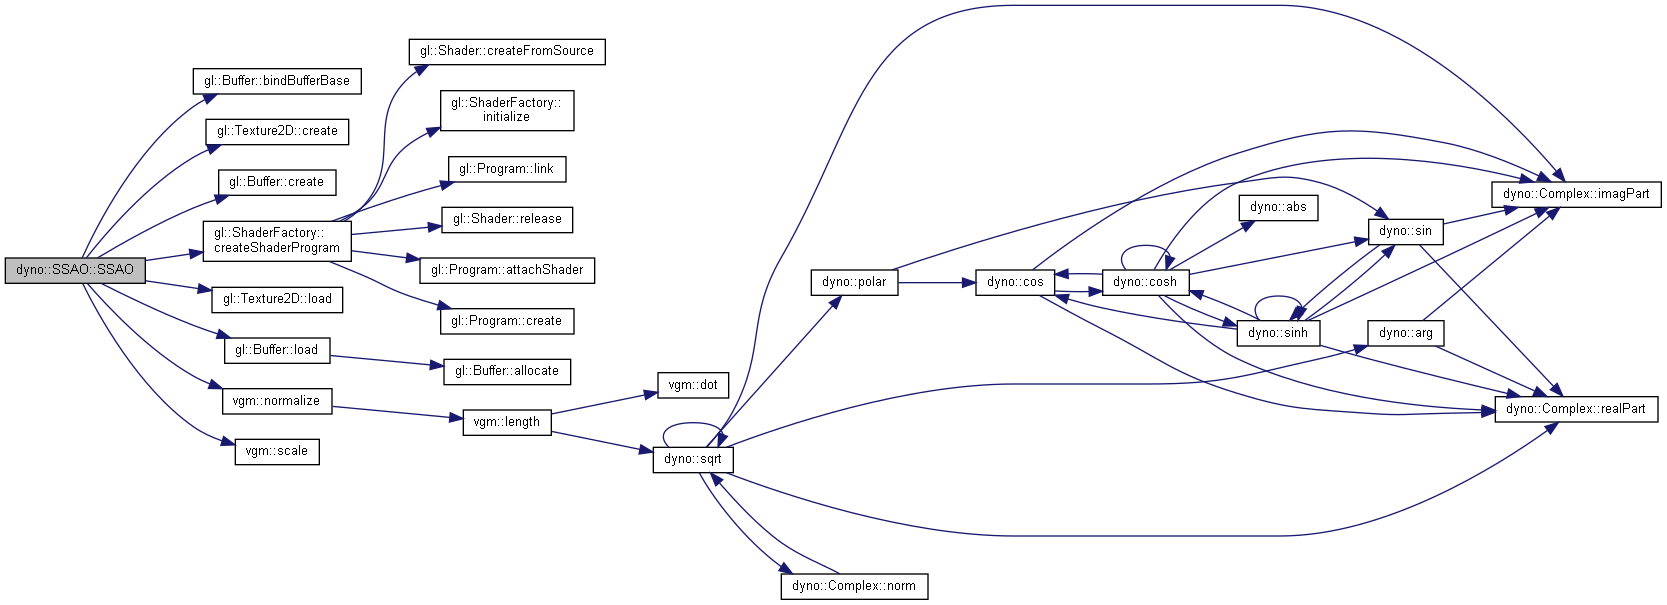 dyno::SSAO::SSAO
gl::Buffer::bindBufferBase
gl::Texture2D::create
gl::Buffer::create
gl::ShaderFactory::
createShaderProgram
gl::Texture2D::load
gl::Buffer::load
vgm::normalize
vgm::scale
gl::Shader::createFromSource
gl::ShaderFactory::
initialize
gl::Program::link
gl::Shader::release
gl::Program::attachShader
gl::Program::create
gl::Buffer::allocate
vgm::length
vgm::dot
dyno::sqrt
dyno::polar
dyno::Complex::norm
dyno::cos
dyno::cosh
dyno::abs
dyno::sinh
dyno::sin
dyno::arg
dyno::Complex::imagPart
dyno::Complex::realPart